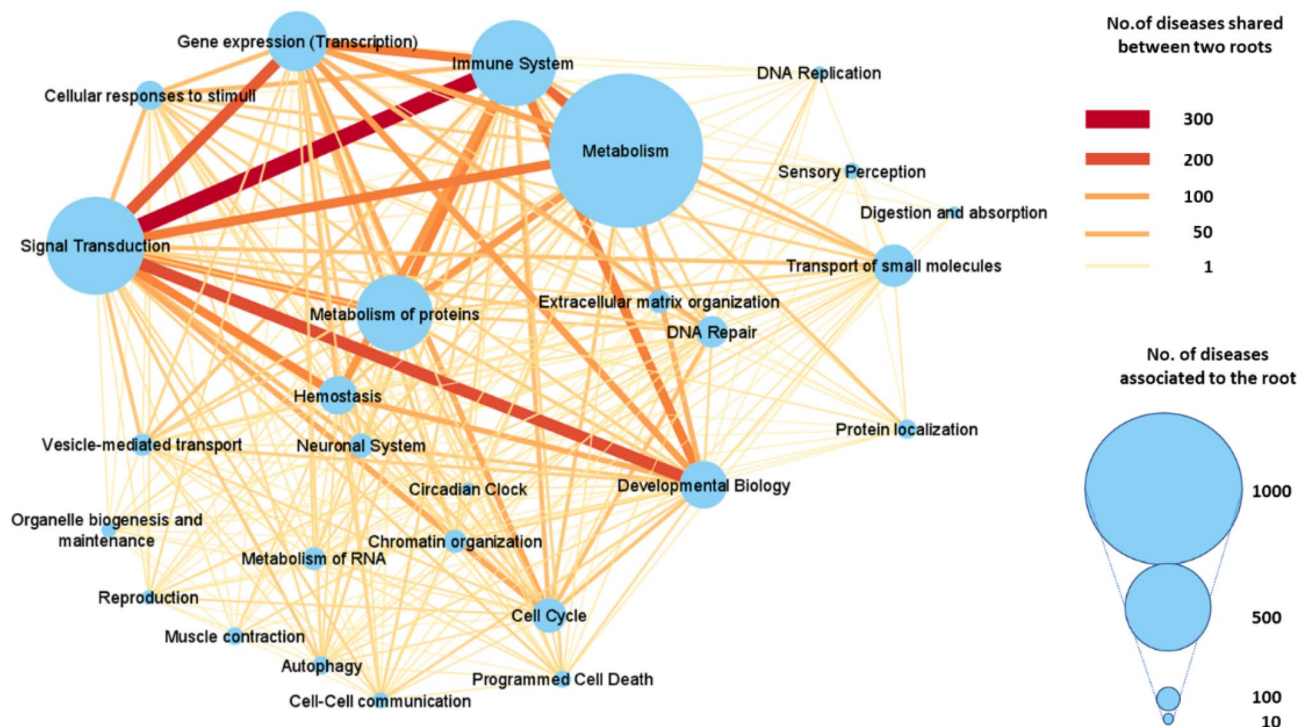 Gene expression (Transcription)
Immune System
DNA Replication
Cellular responses to stimuli
Metabolism
Sensory Perception
Digestion and absorption
Signal Transduction
Transport of small molecules
Extracellular matrix organization
Metabolism of proteins
DNA Repair
Hemostasis
Protein localization
Vesicle-mediated transport
Neuronal System
Developmental Biology
Circadian Clock
Organelle biogenesis and
maintenance
Chromatin organization
Metabolism of RNA
Reproduction
Cell Cycle
Muscle contraction
Autophagy
Programmed Cell Death
Cell-Cell communication
No.of diseases shared
between two roots
300
200
100
50
1
No. of diseases
associated to the root
1000
500
100
10